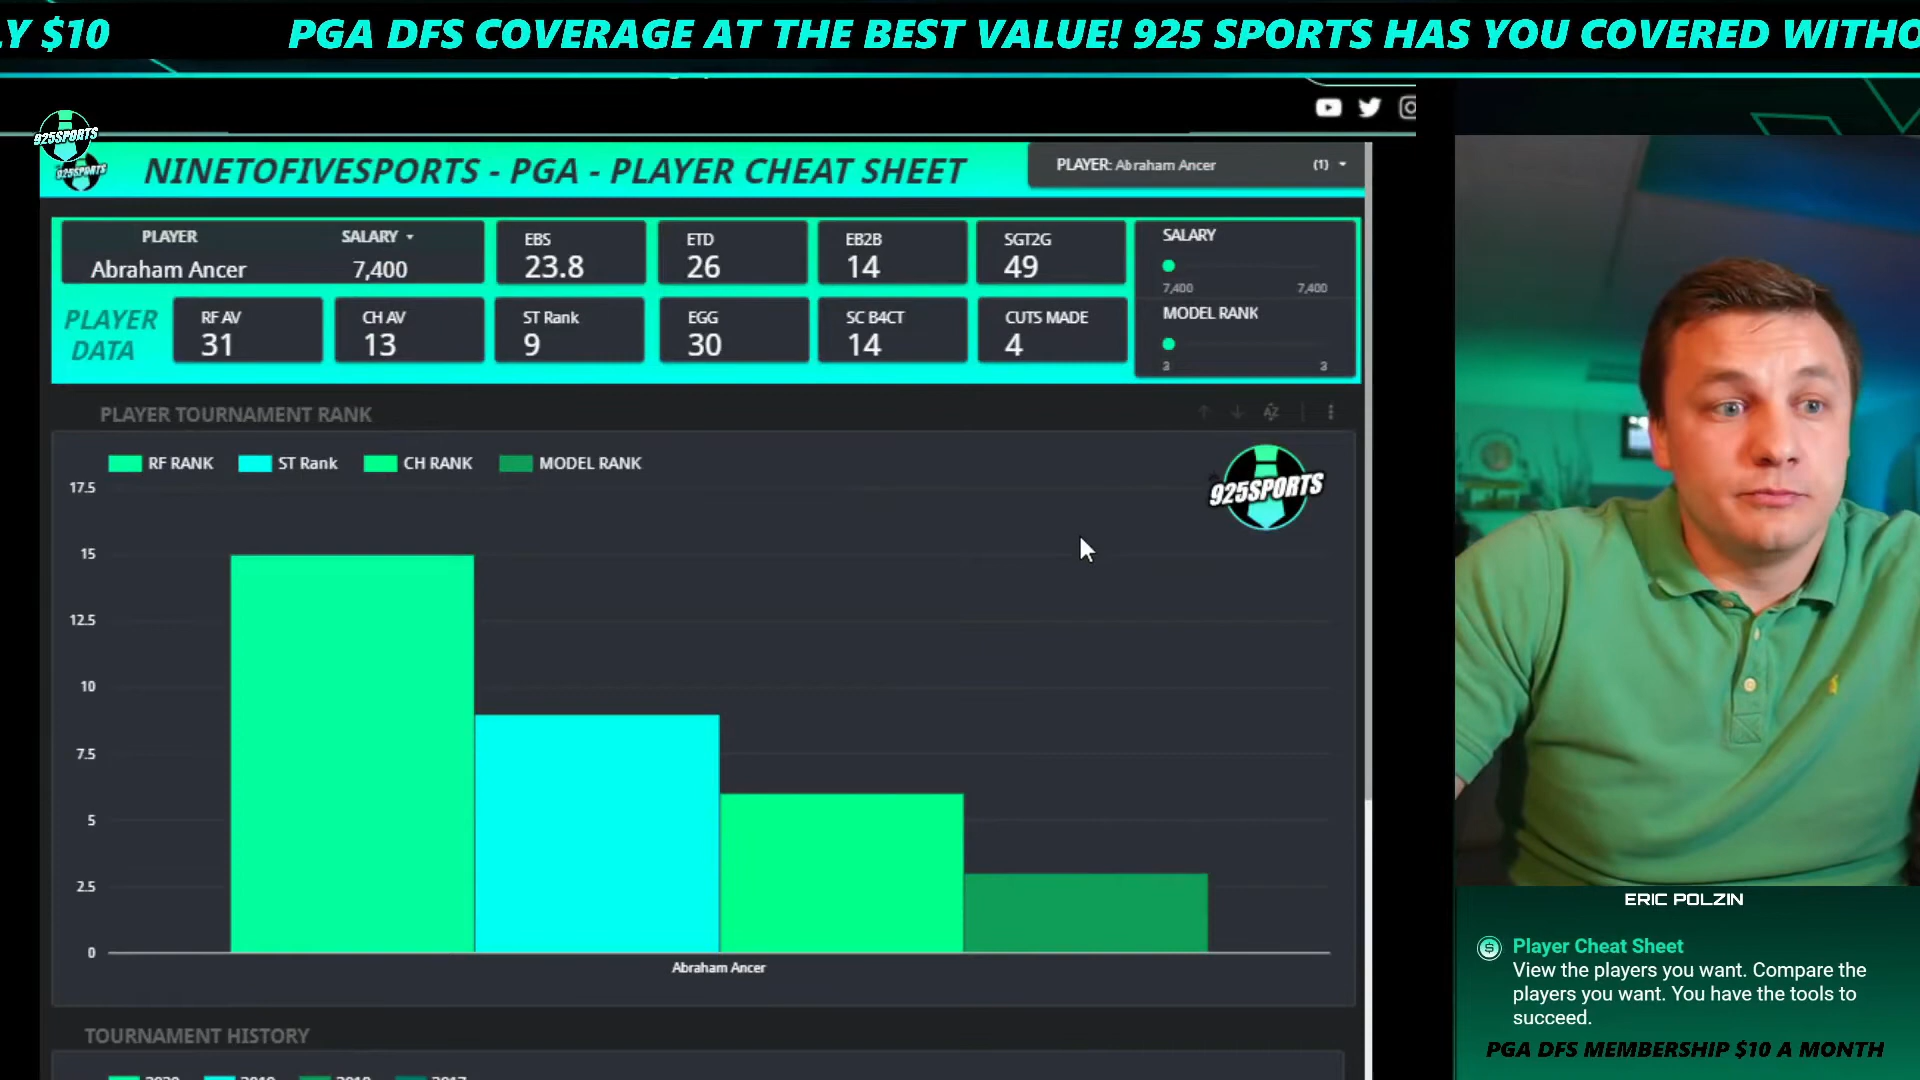 Y $10 PGA DFS COVERAGE AT THE BEST VALUE! 925 SPORTS HAS YOU COVERED WITHO
925SPORTS
925SPORTS
NINETOFIVESPORTS - PGA - PLAYER CHEAT SHEET
PLAYER: Abraham Ancer (1)
PLAYER SALARY
Abraham Ancer 7,400
EBS
23.8
ETD
26
EB2B
14
SGT2G
49
SALARY
7,400 7,400
PLAYER
DATA
RF AV
31
CH AV
13
ST Rank
9
EGG
30
SC B4CT
14
CUTS MADE
4
MODEL RANK
3 3
PLAYER TOURNAMENT RANK
RF RANK ST Rank CH RANK MODEL RANK
925SPORTS
17.5
15
12.5
10
7.5
5
2.5
0
Abraham Ancer
TOURNAMENT HISTORY
2020 2019 2018 2017
ERIC POLZIN
Player Cheat Sheet
View the players you want. Compare the
players you want. You have the tools to
succeed.
PGA DFS MEMBERSHIP $10 A MONTH